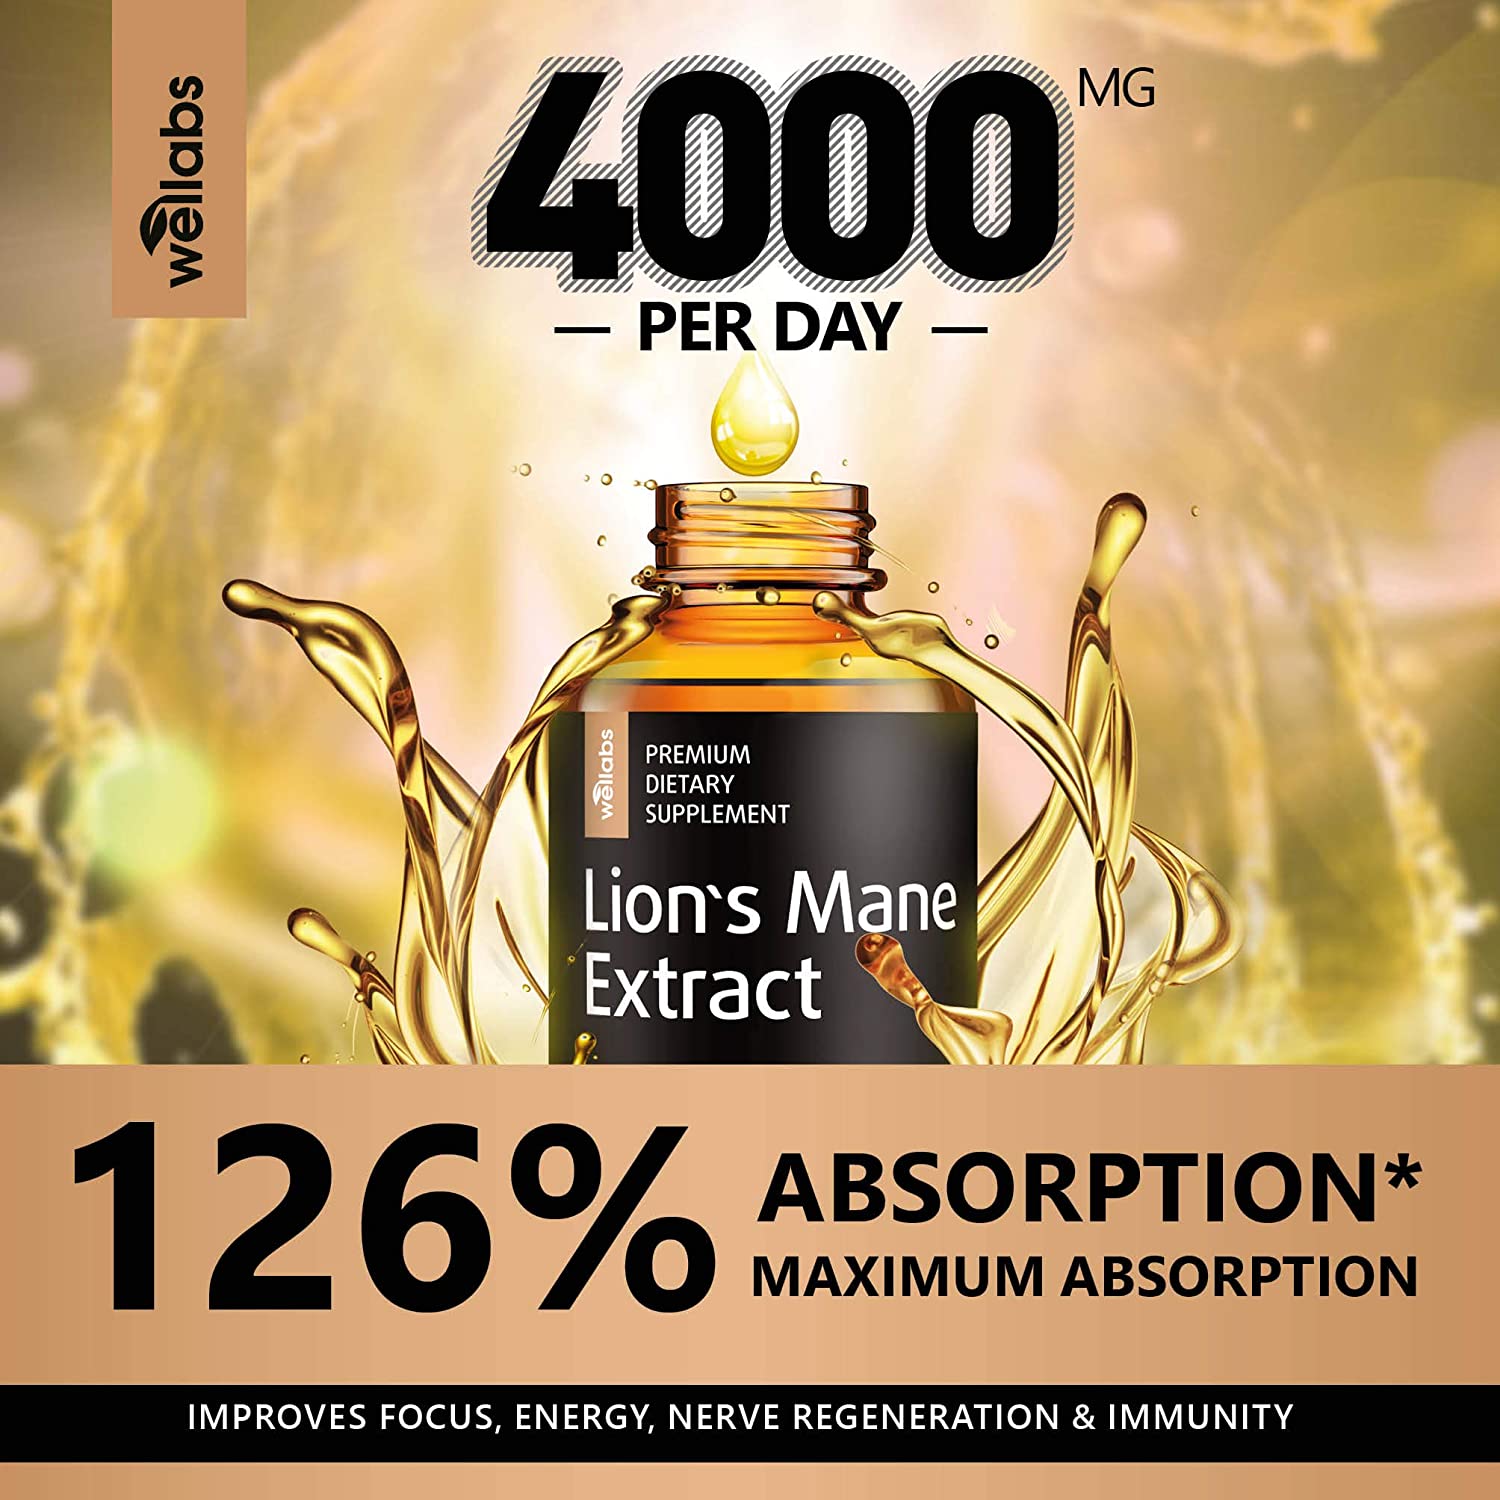 wellabs
4000 MG
— PER DAY —
wellabs
PREMIUM
DIETARY
SUPPLEMENT
Lion`s Mane
Extract
126%
ABSORPTION*
MAXIMUM ABSORPTION
IMPROVES FOCUS, ENERGY, NERVE REGENERATION & IMMUNITY